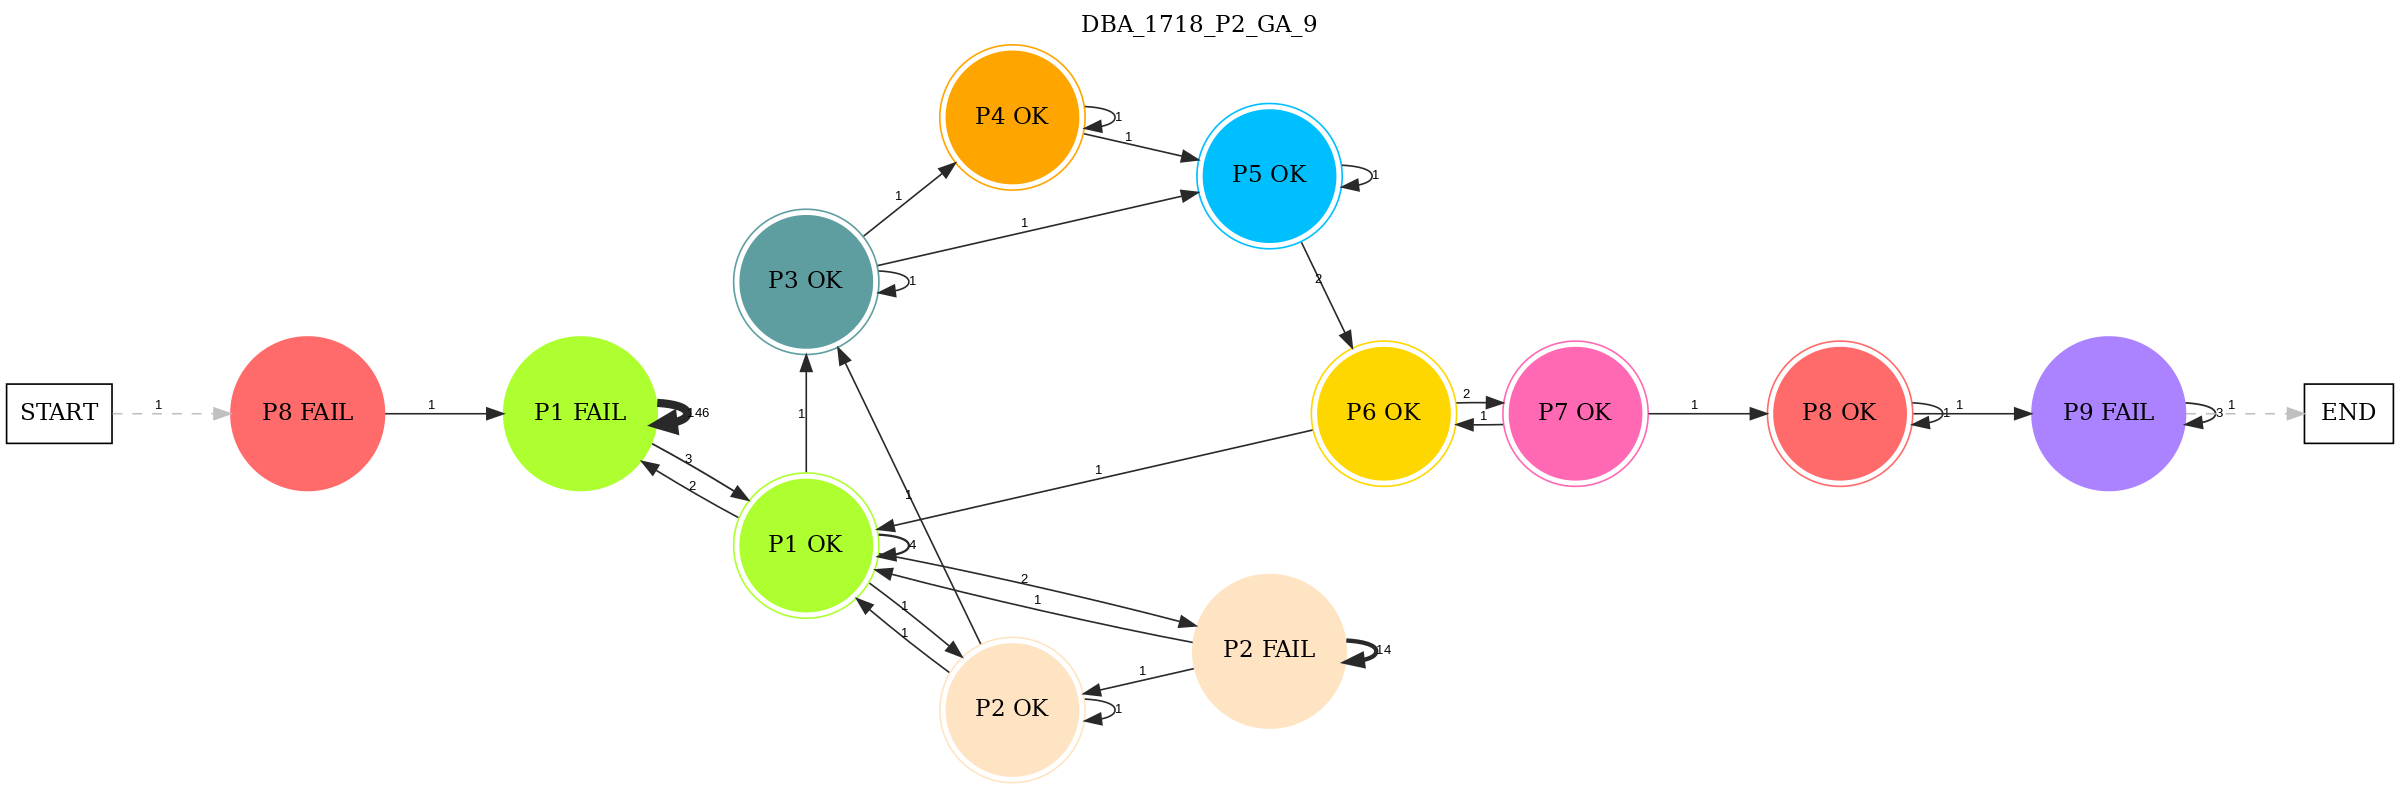 DBA_1718_P2_GA_9
P4 OK
1
1
P5 OK
1
1
1
P3 OK
1
2
START
1
P8 FAIL
1
P1 FAIL
146
3
2
1
P6 OK
2
1
P7 OK
1
P8 OK
1
1
P9 FAIL
3
1
END
1
1
P1 OK
4
2
1
1
1
P2 FAIL
14
1
P2 OK
1